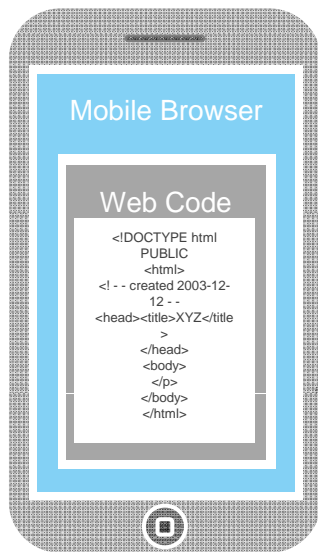 Mobile Browser
Web Code
<!DOCTYPE html
PUBLIC
<html>
<! - - created 2003-12-
12 - -
<head><title>XYZ</title
>
</head>
<body>
</p>
</body>
</html>